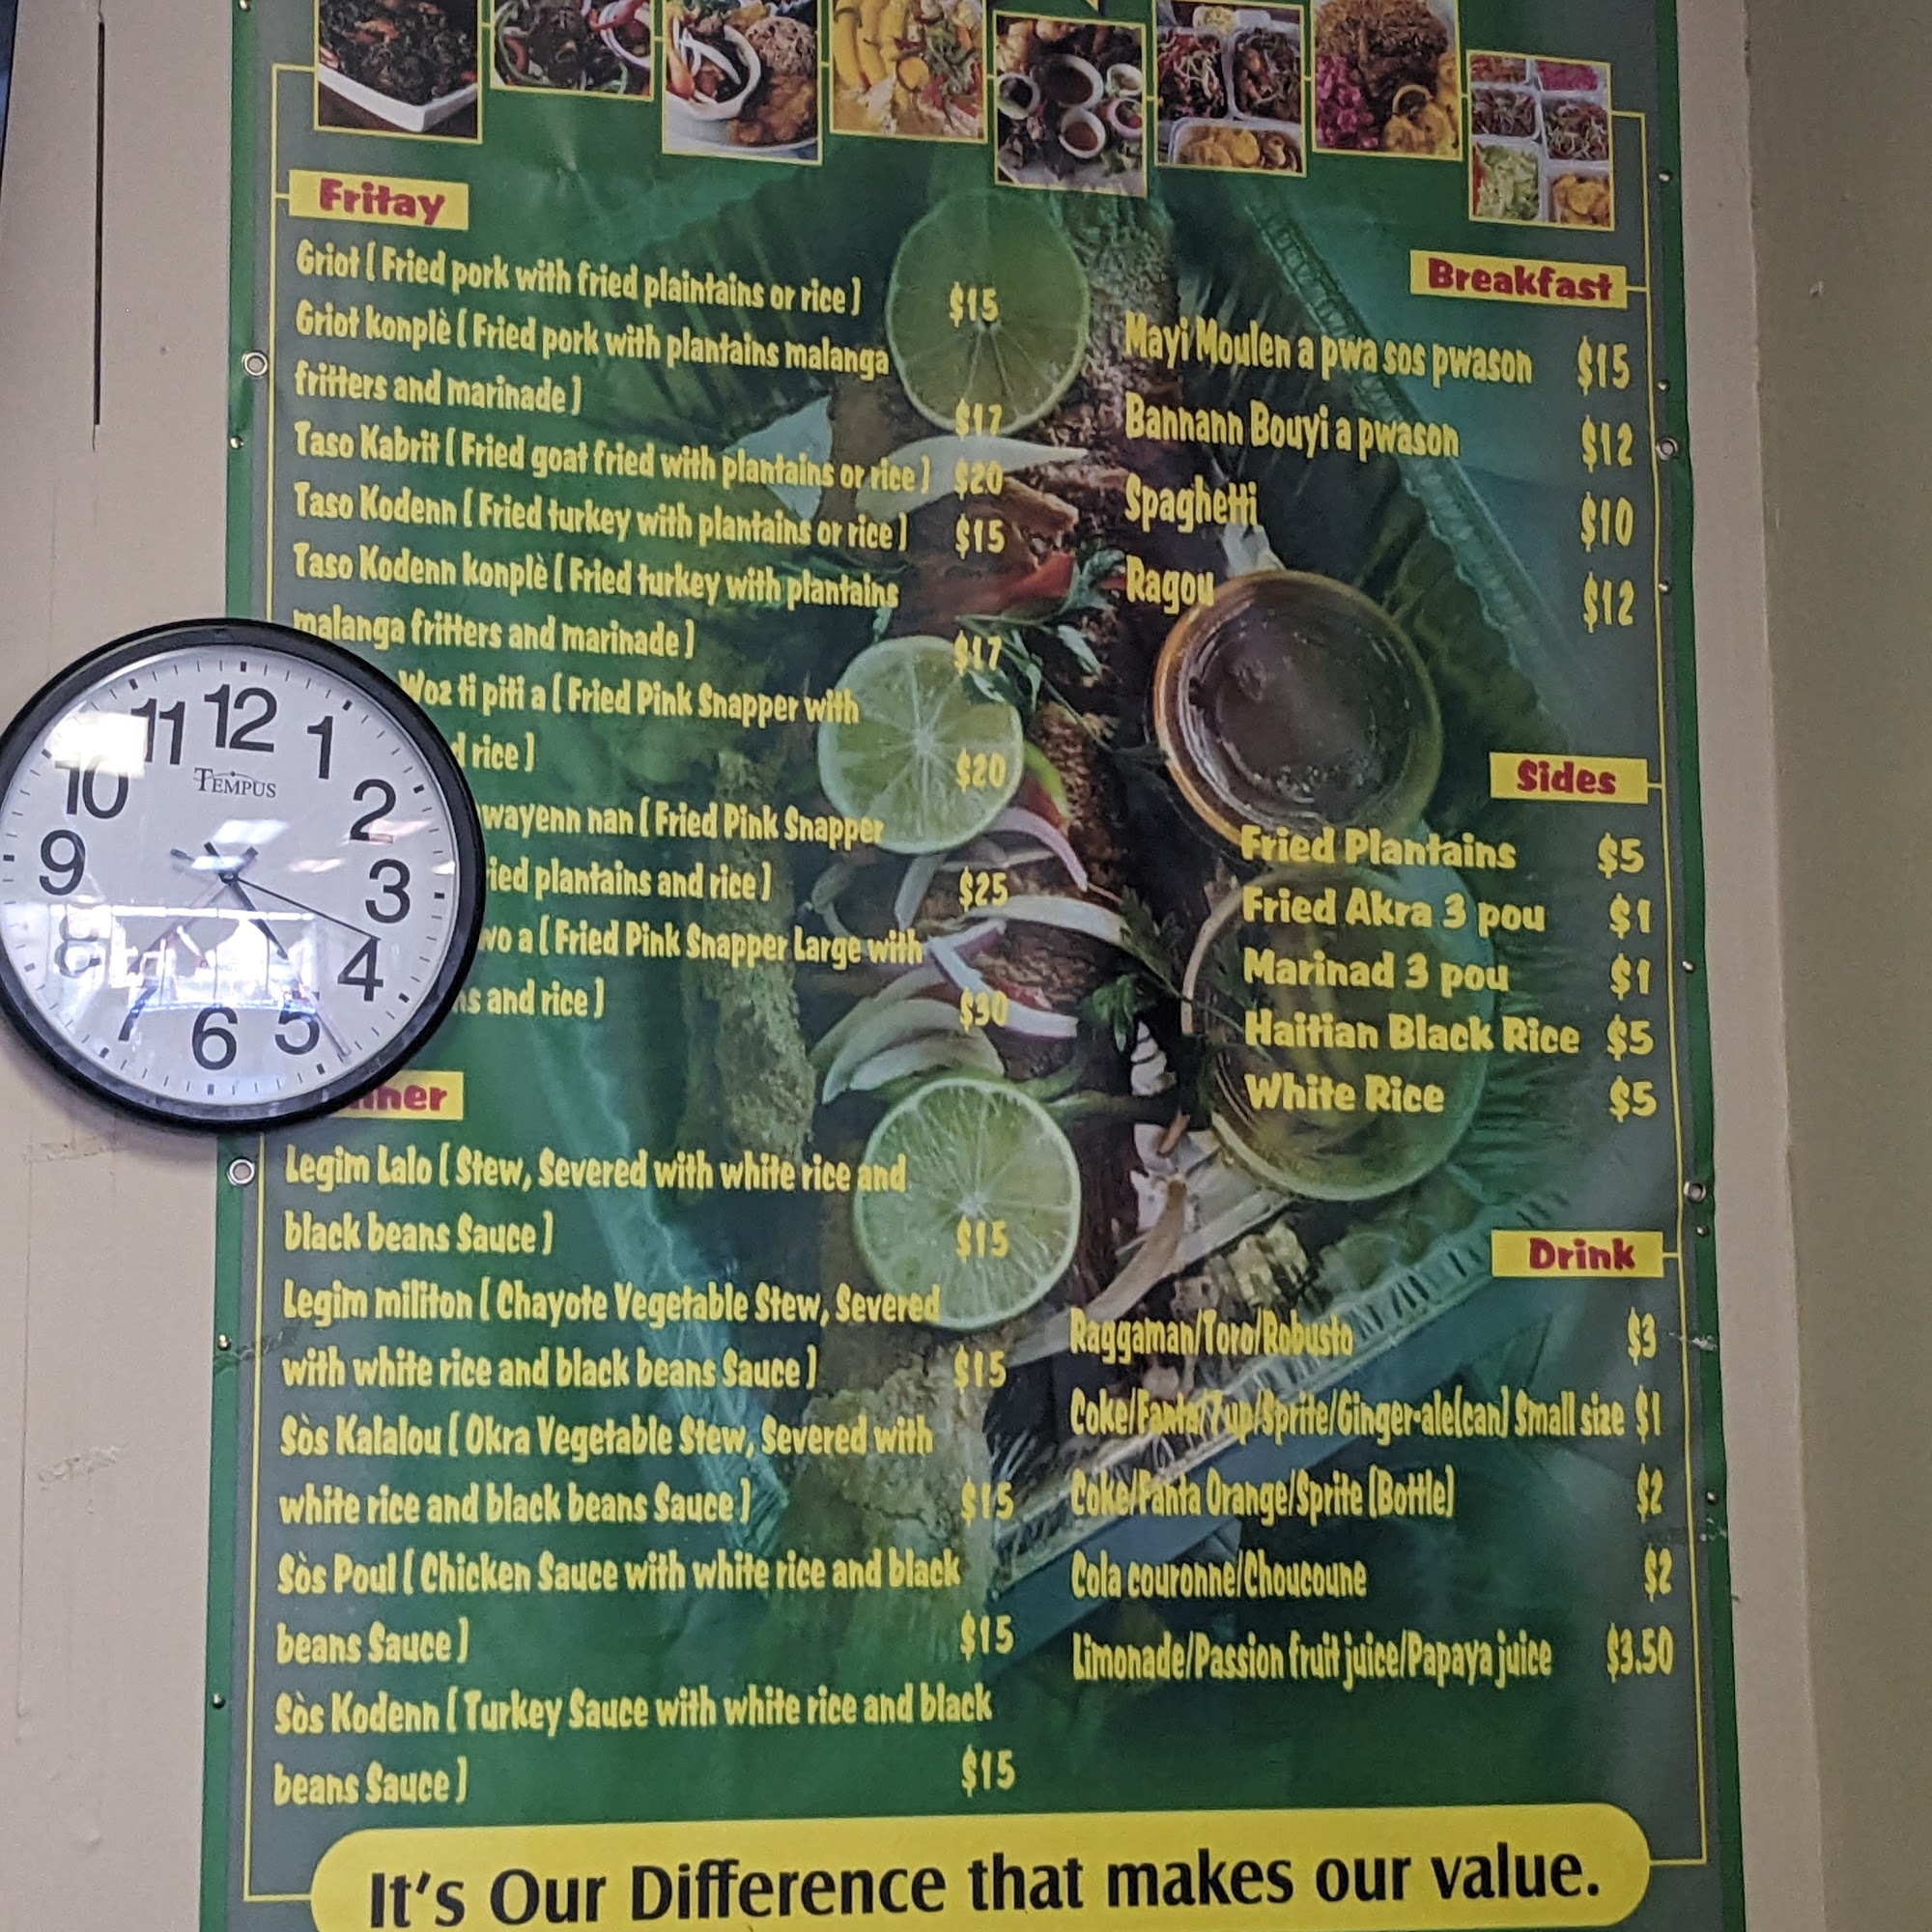 Fritay
Griot ( Fried pork with fried plaintains or rice ) $15
Griot konplè ( Fried pork with plantains malanga
fritters and marinade ) $17
Taso Kabrit ( Fried goat fried with plantains or rice ) $20
Taso Kodenn ( Fried turkey with plantains or rice ) $15
Taso Kodenn konplè ( Fried turkey with plantains
malanga fritters and marinade ) $17
Woz ti piti a ( Fried Pink Snapper with
rice ) $20
nan ( Fried Pink Snapper
plantains and rice ) $25
a ( Fried Pink Snapper Large with
and rice ) $30
Legim Lalo ( Stew, Severed with white rice and
black beans Sauce ) $15
Legim militon ( Chayote Vegetable Stew, Severed
with white rice and black beans Sauce ) $15
Sòs Kalalou ( Okra Vegetable Stew, Severed with
white rice and black beans Sauce ) $15
Sòs Poul ( Chicken Sauce with white rice and black
beans Sauce ) $15
Sòs Kodenn ( Turkey Sauce with white rice and black
beans Sauce ) $15
Breakfast
Mayi Moulen a pwa sos pwason $15
Bannann Bouyi a pwason $12
Spaghetti $10
Ragou $12
Sides
Fried Plantains $5
Fried Akra 3 pou $1
Marinad 3 pou $1
Haitian Black Rice $5
White Rice $5
Drink
Raggaman/Toro/Robusto $3
Coke/Fanta/7up/Sprite/Ginger-ale(can) Small size $1
Coke/Fanta Orange/Sprite (Bottle) $2
Cola couronne/Choucoune $2
Limonade/Passion fruit juice/Papaya juice $3.50
It's Our Difference that makes our value.
12
1
2
3
4
5
6
7
8
9
10
11
TEMPUS